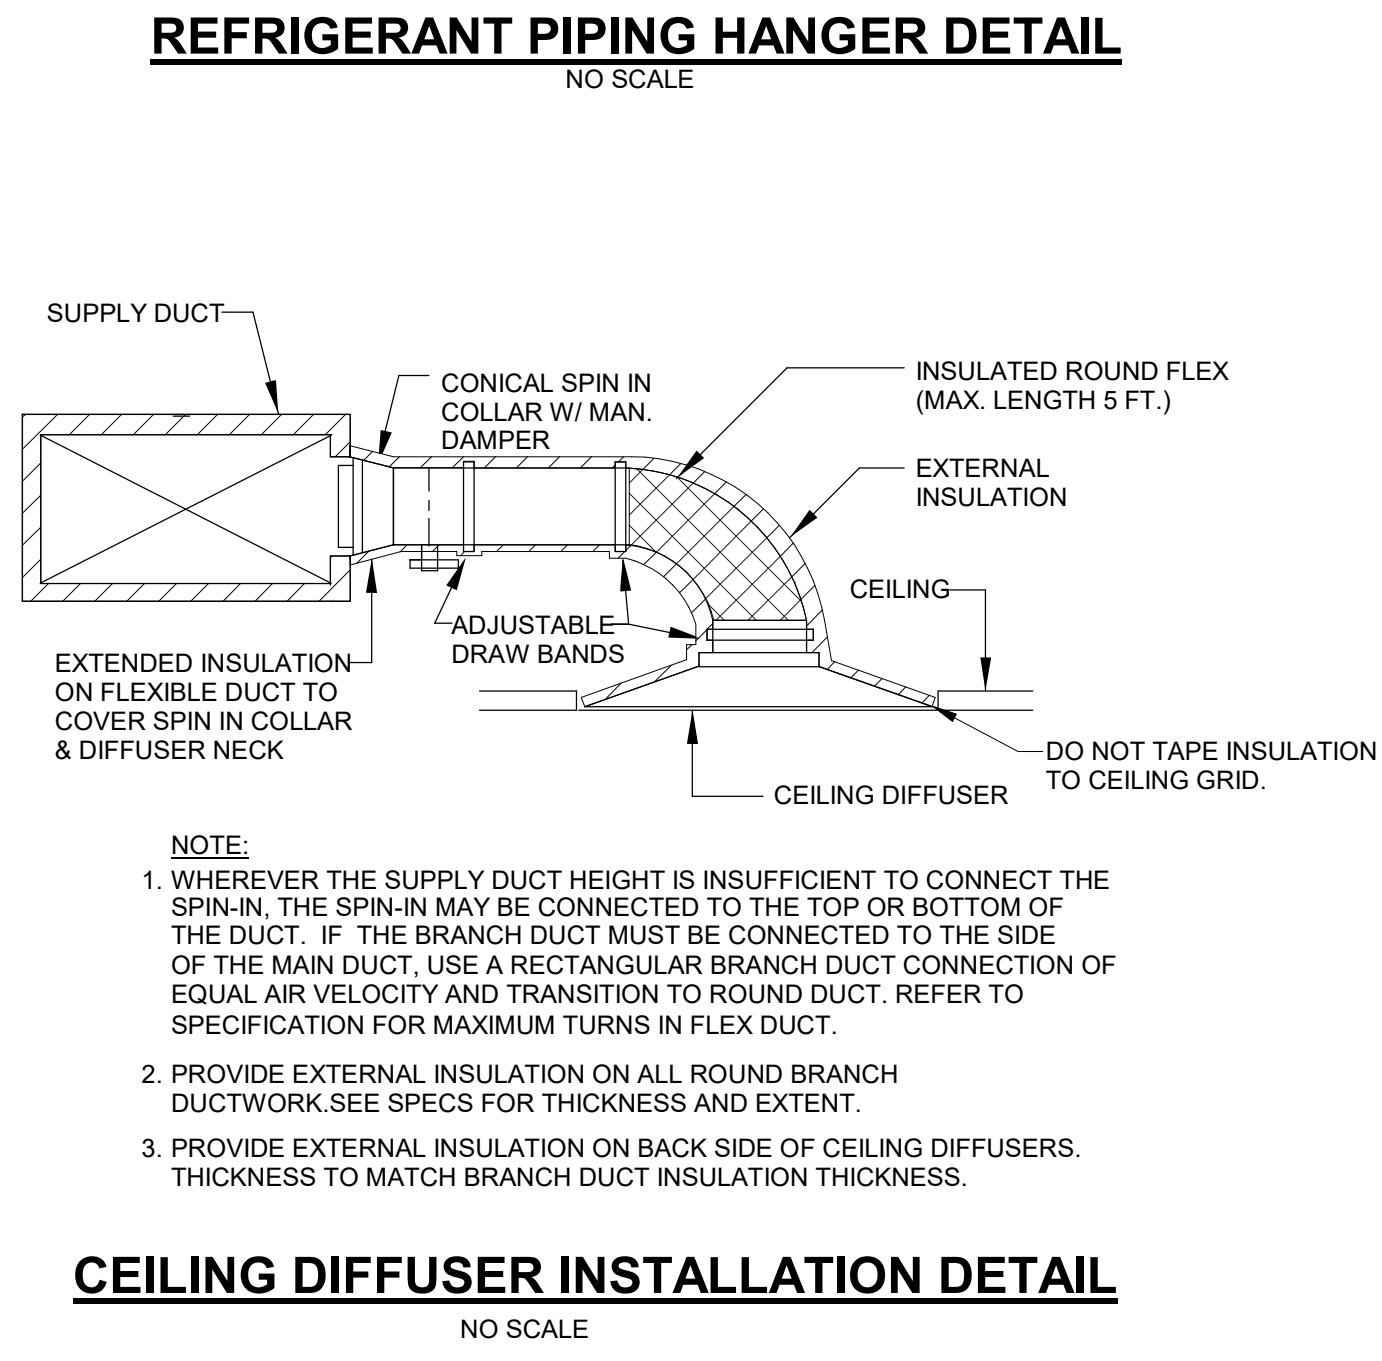 REFRIGERANT PIPING HANGER DETAIL
NO SCALE
SUPPLY DUCT
CONICAL SPIN IN
COLLAR W/ MAN.
DAMPER
INSULATED ROUND FLEX
(MAX. LENGTH 5 FT.)
EXTERNAL
INSULATION
CEILING
ADJUSTABLE
DRAW BANDS
EXTENDED INSULATION
ON FLEXIBLE DUCT TO
COVER SPIN IN COLLAR
& DIFFUSER NECK
DO NOT TAPE INSULATION
TO CEILING GRID.
CEILING DIFFUSER
NOTE:
1. WHEREVER THE SUPPLY DUCT HEIGHT IS INSUFFICIENT TO CONNECT THE
SPIN-IN, THE SPIN-IN MAY BE CONNECTED TO THE TOP OR BOTTOM OF
THE DUCT.  IF  THE BRANCH DUCT MUST BE CONNECTED TO THE SIDE
OF THE MAIN DUCT, USE A RECTANGULAR BRANCH DUCT CONNECTION OF
EQUAL AIR VELOCITY AND TRANSITION TO ROUND DUCT. REFER TO
SPECIFICATION FOR MAXIMUM TURNS IN FLEX DUCT.
2. PROVIDE EXTERNAL INSULATION ON ALL ROUND BRANCH
DUCTWORK.SEE SPECS FOR THICKNESS AND EXTENT.
3. PROVIDE EXTERNAL INSULATION ON BACK SIDE OF CEILING DIFFUSERS.
THICKNESS TO MATCH BRANCH DUCT INSULATION THICKNESS.
CEILING DIFFUSER INSTALLATION DETAIL
NO SCALE